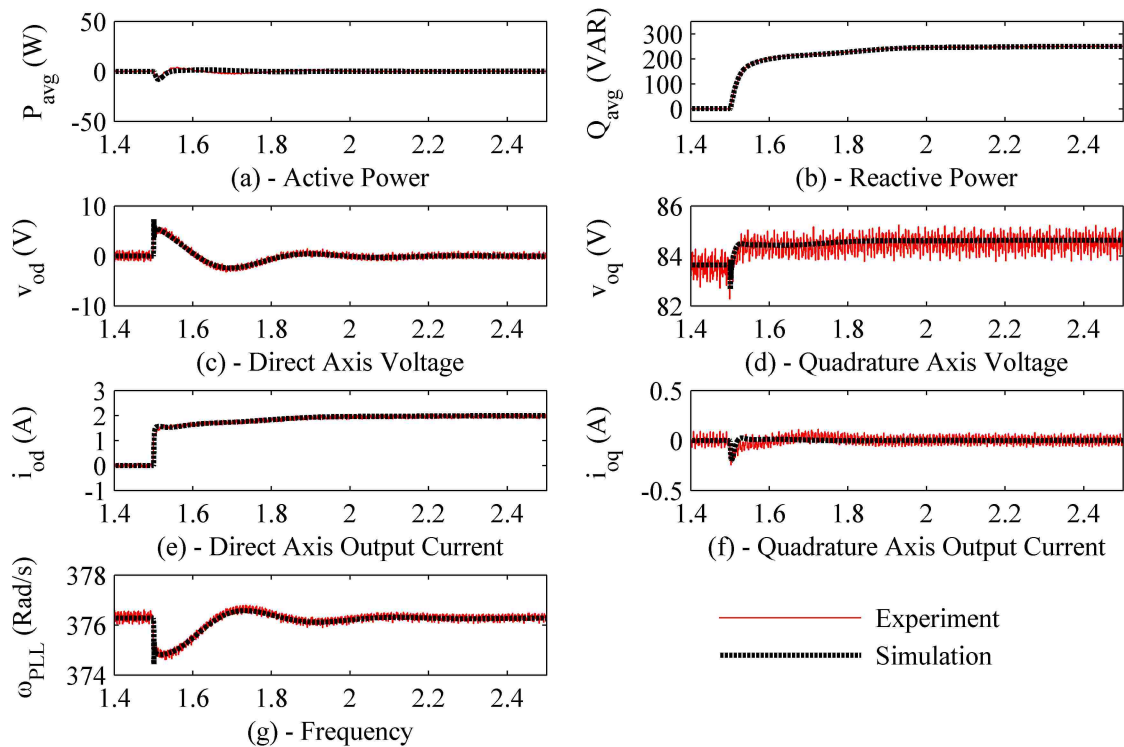 P_avg (W)
50
0
-50
1.4 1.6 1.8 2 2.2 2.4
(a) - Active Power
Q_avg (VAR)
300
200
100
0
1.4 1.6 1.8 2 2.2 2.4
(b) - Reactive Power
v_od (V)
10
0
-10
1.4 1.6 1.8 2 2.2 2.4
(c) - Direct Axis Voltage
v_oq (V)
86
84
82
1.4 1.6 1.8 2 2.2 2.4
(d) - Quadrature Axis Voltage
i_od (A)
3
2
1
0
-1
1.4 1.6 1.8 2 2.2 2.4
(e) - Direct Axis Output Current
i_oq (A)
0.5
0
-0.5
1.4 1.6 1.8 2 2.2 2.4
(f) - Quadrature Axis Output Current
ω_PLL (Rad/s)
378
376
374
1.4 1.6 1.8 2 2.2 2.4
(g) - Frequency
Experiment
Simulation